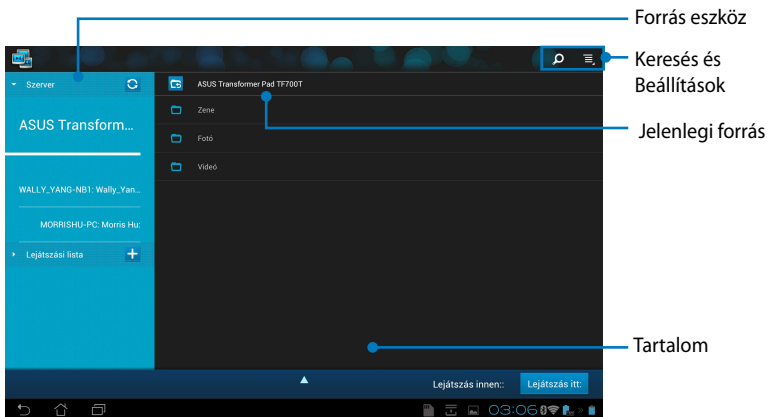 Forrás eszköz
Keresés és
Beállítások
Szerver
ASUS Transformer Pad TF700T
Zene
ASUS Transform...
Fotó
Jelenlegi forrás
Videó
WALLY_YANG-NB1: Wally_Yan...
MORRISHU-PC: Morris Hu:
Lejátszási lista
Tartalom
Lejátszás innen::
Lejátszás itt:
03:06